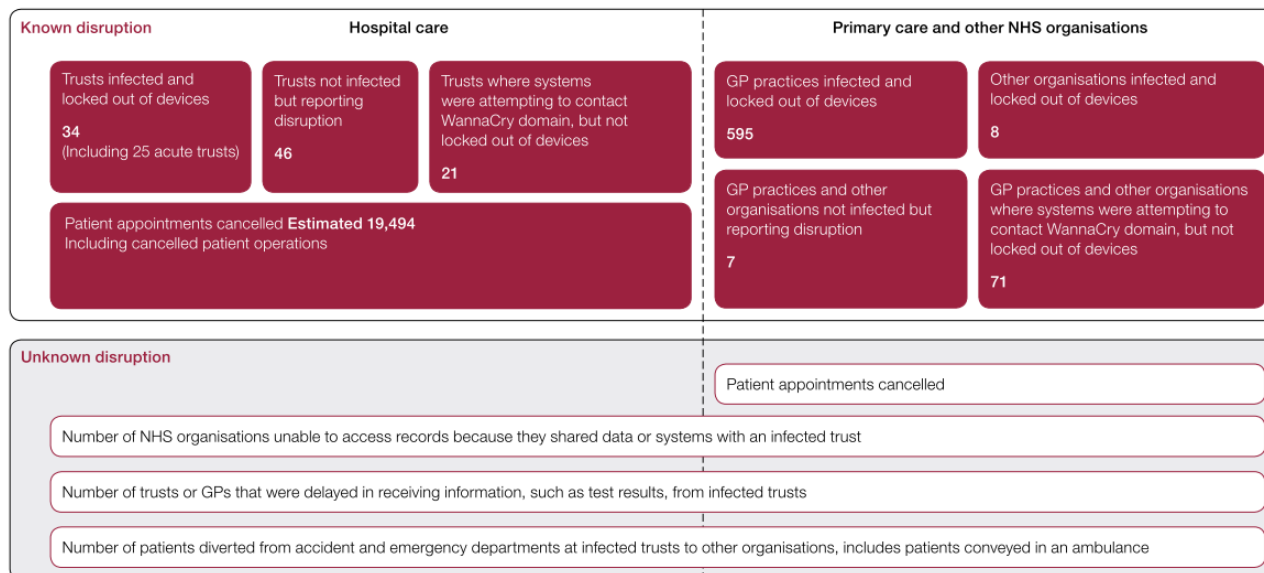 Known disruption
Hospital care
Primary care and other NHS organisations
Trusts infected and
locked out of devices
34
(Including 25 acute trusts)
Trusts not infected
but reporting
disruption
46
Trusts where systems
were attempting to contact
WannaCry domain, but not
locked out of devices
21
Patient appointments cancelled Estimated 19,494
Including cancelled patient operations
GP practices infected and
locked out of devices
595
Other organisations infected and
locked out of devices
8
GP practices and other
organisations not infected but
reporting disruption
7
GP practices and other organisations
where systems were attempting to
contact WannaCry domain, but not
locked out of devices
71
Unknown disruption
Patient appointments cancelled
Number of NHS organisations unable to access records because they shared data or systems with an infected trust
Number of trusts or GPs that were delayed in receiving information, such as test results, from infected trusts
Number of patients diverted from accident and emergency departments at infected trusts to other organisations, includes patients conveyed in an ambulance